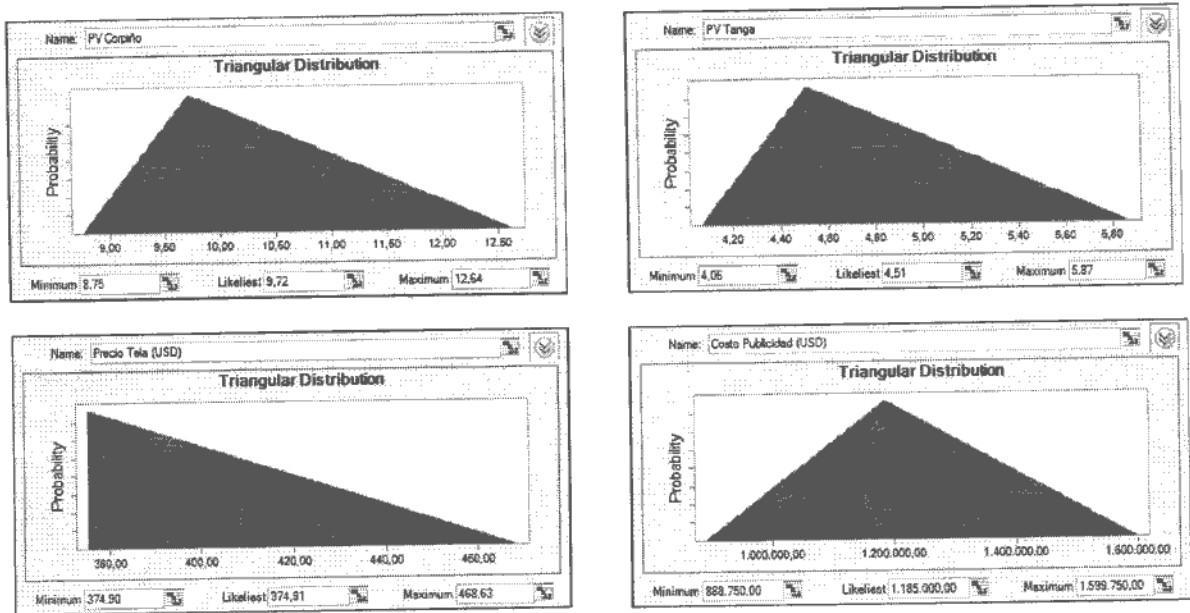 Name: PV Corpiño
Triangular Distribution
Probability
9,00 9,50 10,00 10,50 11,00 11,50 12,00 12,50
Minimum 8,75 Likeliest 9,72 Maximum 12,64
Name: PV Tanga
Triangular Distribution
Probability
4,20 4,40 4,60 4,80 5,00 5,20 5,40 5,60 5,80
Minimum 4,06 Likeliest 4,51 Maximum 5,87
Name: Precio Tela (USD)
Triangular Distribution
Probability
380,00 400,00 420,00 440,00 460,00
Minimum 374,90 Likeliest 374,91 Maximum 468,63
Name: Costo Publicidad (USD)
Triangular Distribution
Probability
1.000.000,00 1.200.000,00 1.400.000,00 1.600.000,00
Minimum 888.750,00 Likeliest 1.185.000,00 Maximum 1.599.750,00